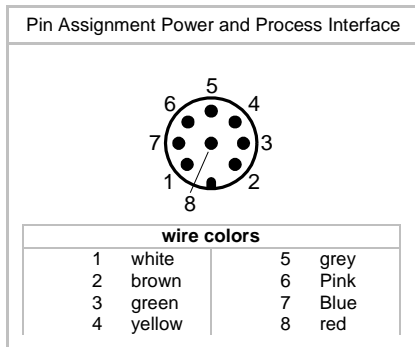 Pin Assignment Power and Process Interface
5
6 4
7 3
1 2
8
wire colors
1 white 5 grey
2 brown 6 Pink
3 green 7 Blue
4 yellow 8 red